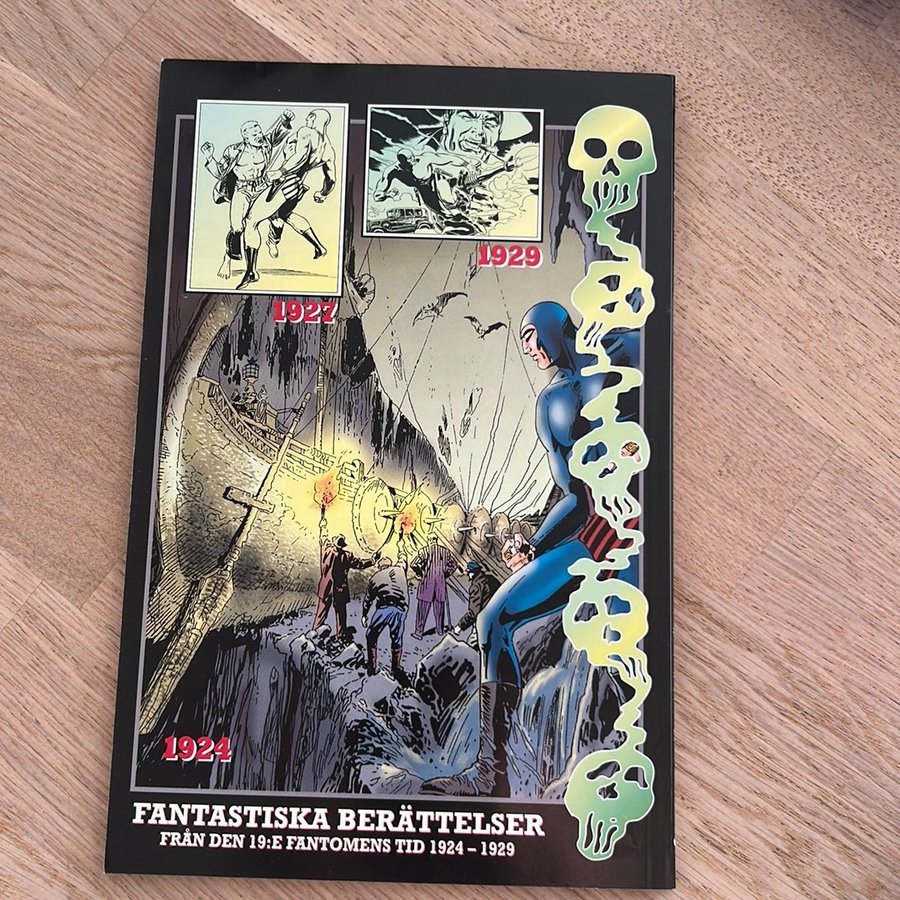 1927
1929
1924
FANTASTISKA BERÄTTELSER
FRÅN DEN 19:E FANTOMENS TID 1924 – 1929